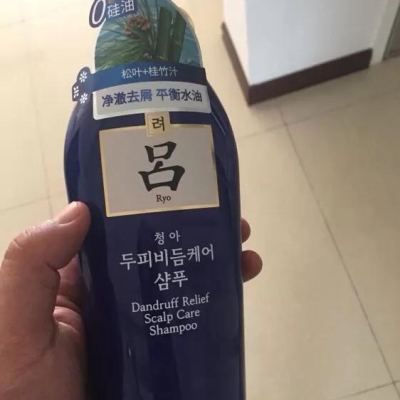 0硅油
松叶+桂竹汁
净澈去屑 平衡水油
려
呂
Ryo
청아
두피비듬케어
샴푸
Dandruff Relief
Scalp Care
Shampoo